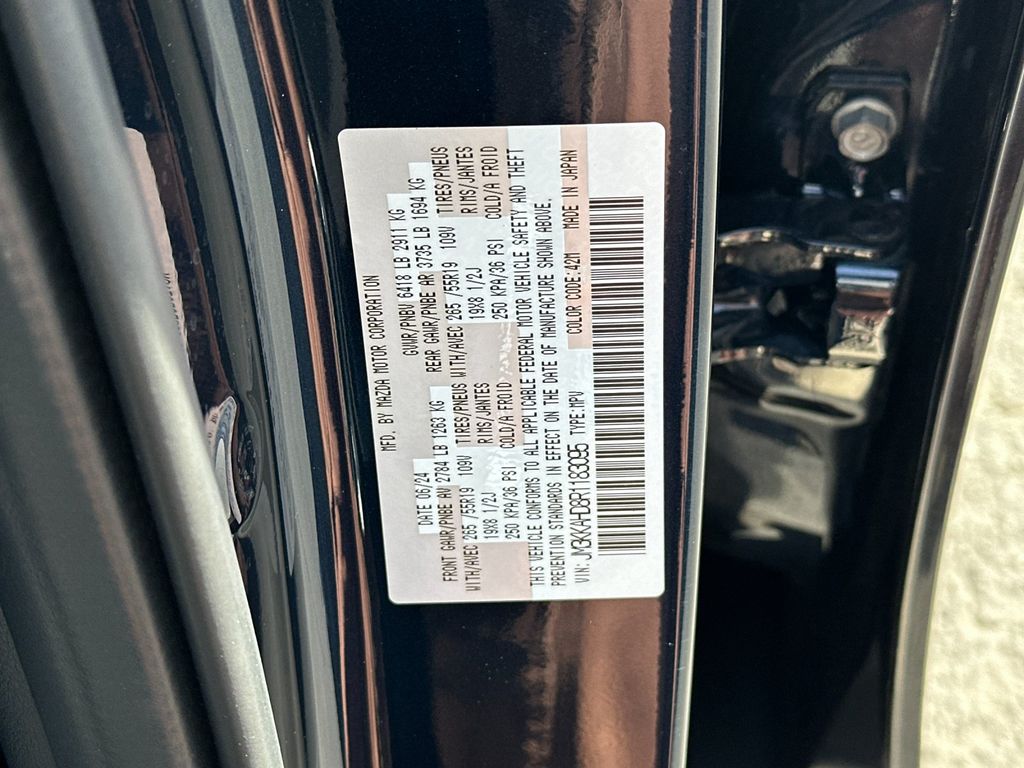 MFD. BY MAZDA MOTOR CORPORATION
DATE 06/24 GVWR/PNBV 6418 LB 2911 KG
FRONT GAWR/PNBE AV 2784 LB 1263 KG REAR GAWR/PNBE AR 3735 LB 1694 KG
WITH/AVEC 265 /55R19 109V TIRES/PNEUS WITH/AVEC 265 /55R19 109V TIRES/PNEUS
19X8 1/2J RIMS/JANTES 19X8 1/2J RIMS/JANTES
250 KPA/36 PSI COLD/A FROID 250 KPA/36 PSI COLD/A FROID
THIS VEHICLE CONFORMS TO ALL APPLICABLE FEDERAL MOTOR VEHICLE SAFETY AND THEFT
PREVENTION STANDARDS IN EFFECT ON THE DATE OF MANUFACTURE SHOWN ABOVE.
VIN: JM3KKAHD8R1183095 TYPE:MPV COLOR CODE:42M MADE IN JAPAN